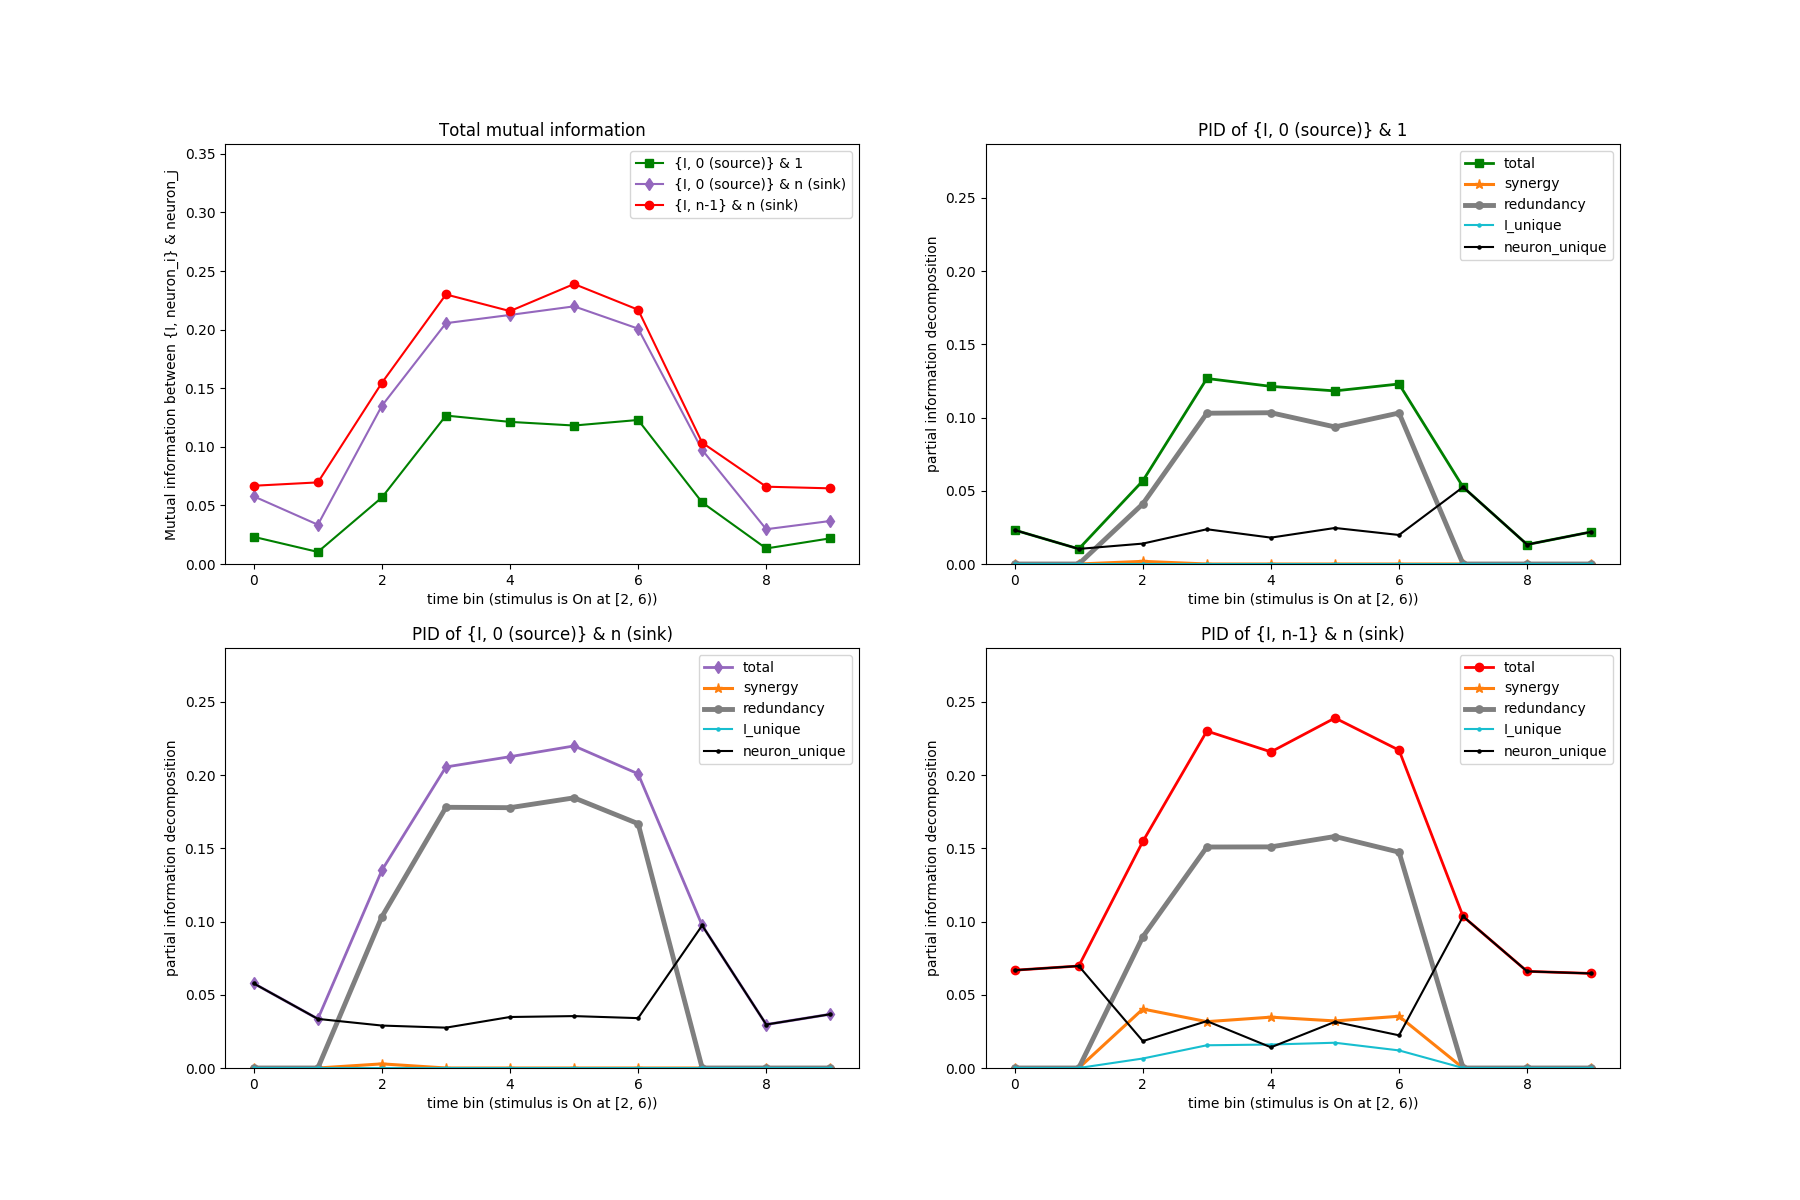 Total mutual information
Mutual information between {I, neuron_i} & neuron_j
0.35
0.30
0.25
0.20
0.15
0.10
0.05
0.00
{I, 0 (source)} & 1
{I, 0 (source)} & n (sink)
{I, n-1} & n (sink)
0 2 4 6 8
time bin (stimulus is On at [2, 6))
PID of {I, 0 (source)} & 1
partial information decomposition
0.25
0.20
0.15
0.10
0.05
0.00
total
synergy
redundancy
I_unique
neuron_unique
0 2 4 6 8
time bin (stimulus is On at [2, 6))
PID of {I, 0 (source)} & n (sink)
partial information decomposition
0.25
0.20
0.15
0.10
0.05
0.00
total
synergy
redundancy
I_unique
neuron_unique
0 2 4 6 8
time bin (stimulus is On at [2, 6))
PID of {I, n-1} & n (sink)
partial information decomposition
0.25
0.20
0.15
0.10
0.05
0.00
total
synergy
redundancy
I_unique
neuron_unique
0 2 4 6 8
time bin (stimulus is On at [2, 6))